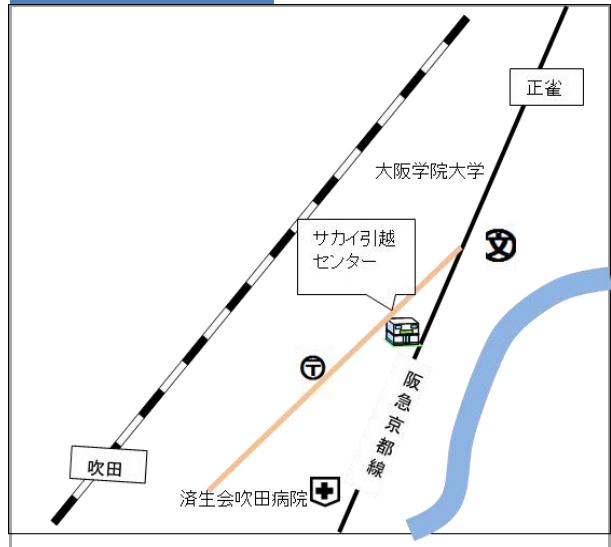 正雀
大阪学院大学
文
サカイ引越
センター
〒
阪急京都線
吹田
済生会吹田病院